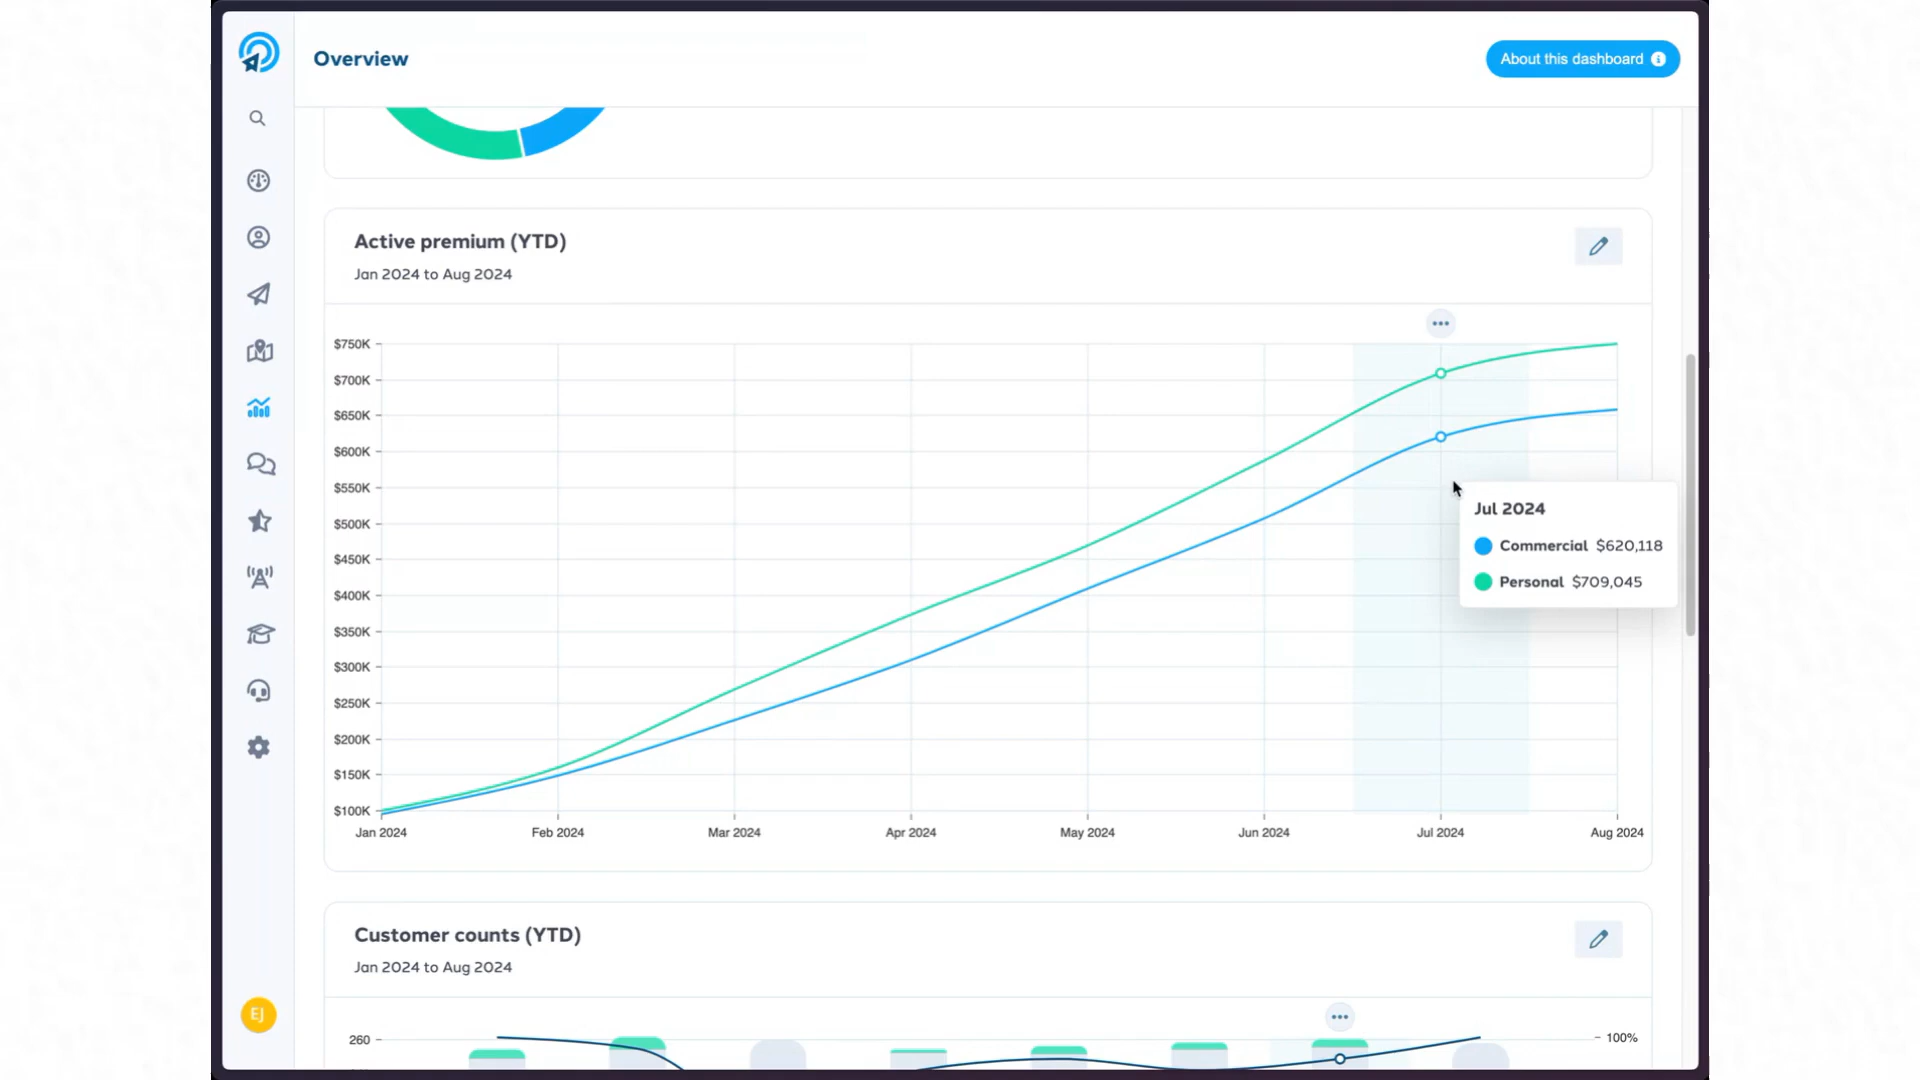 Overview
About this dashboard
Active premium (YTD)
Jan 2024 to Aug 2024
$750K
$700K
$650K
$600K
$550K
$500K
$450K
$400K
$350K
$300K
$250K
$200K
$150K
$100K
Jan 2024
Feb 2024
Mar 2024
Apr 2024
May 2024
Jun 2024
Jul 2024
Aug 2024
Jul 2024
Commercial $620,118
Personal $709,045
Customer counts (YTD)
Jan 2024 to Aug 2024
260
100%
EJ